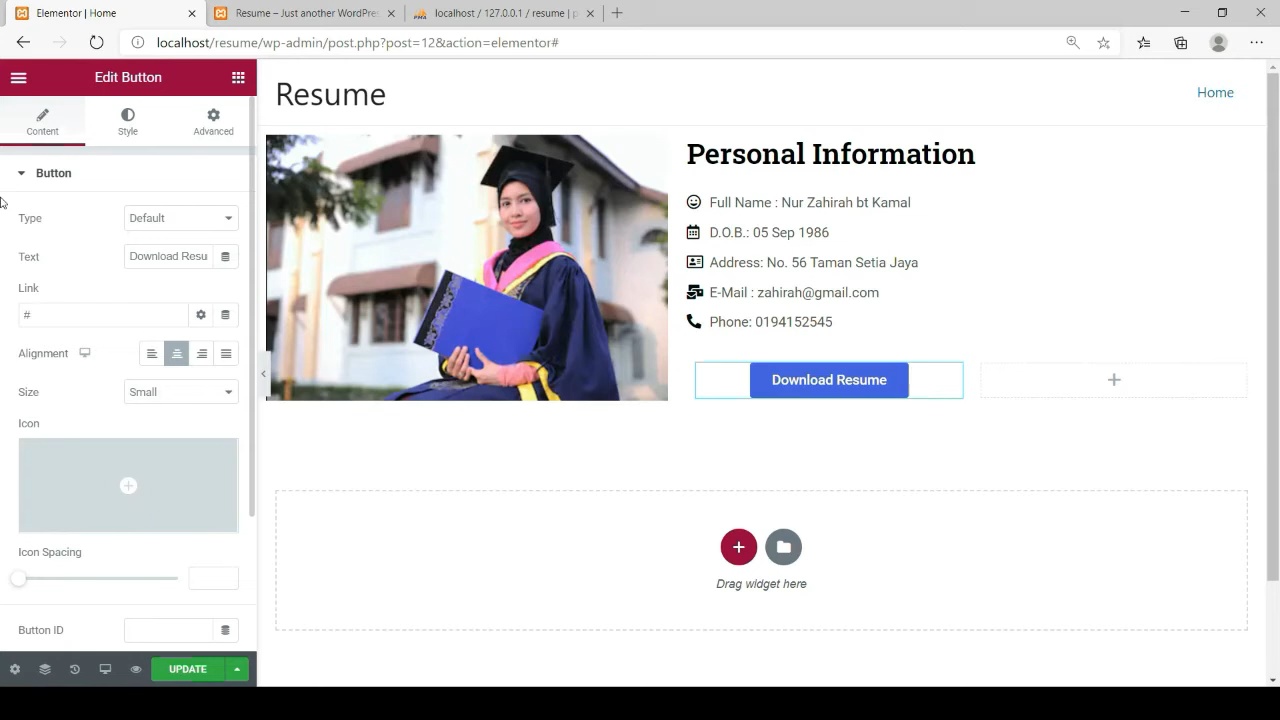 Elementor | Home
Resume – Just another WordPre
localhost / 127.0.0.1 / resume | p
localhost/resume/wp-admin/post.php?post=12&action=elementor#
Edit Button
Content
Style
Advanced
Button
Type
Default
Text
Download Resu
Link
#
Alignment
Size
Small
Icon
Icon Spacing
Button ID
UPDATE
Resume
Home
Personal Information
Full Name : Nur Zahirah bt Kamal
D.O.B.: 05 Sep 1986
Address: No. 56 Taman Setia Jaya
E-Mail : zahirah@gmail.com
Phone: 0194152545
Download Resume
Drag widget here